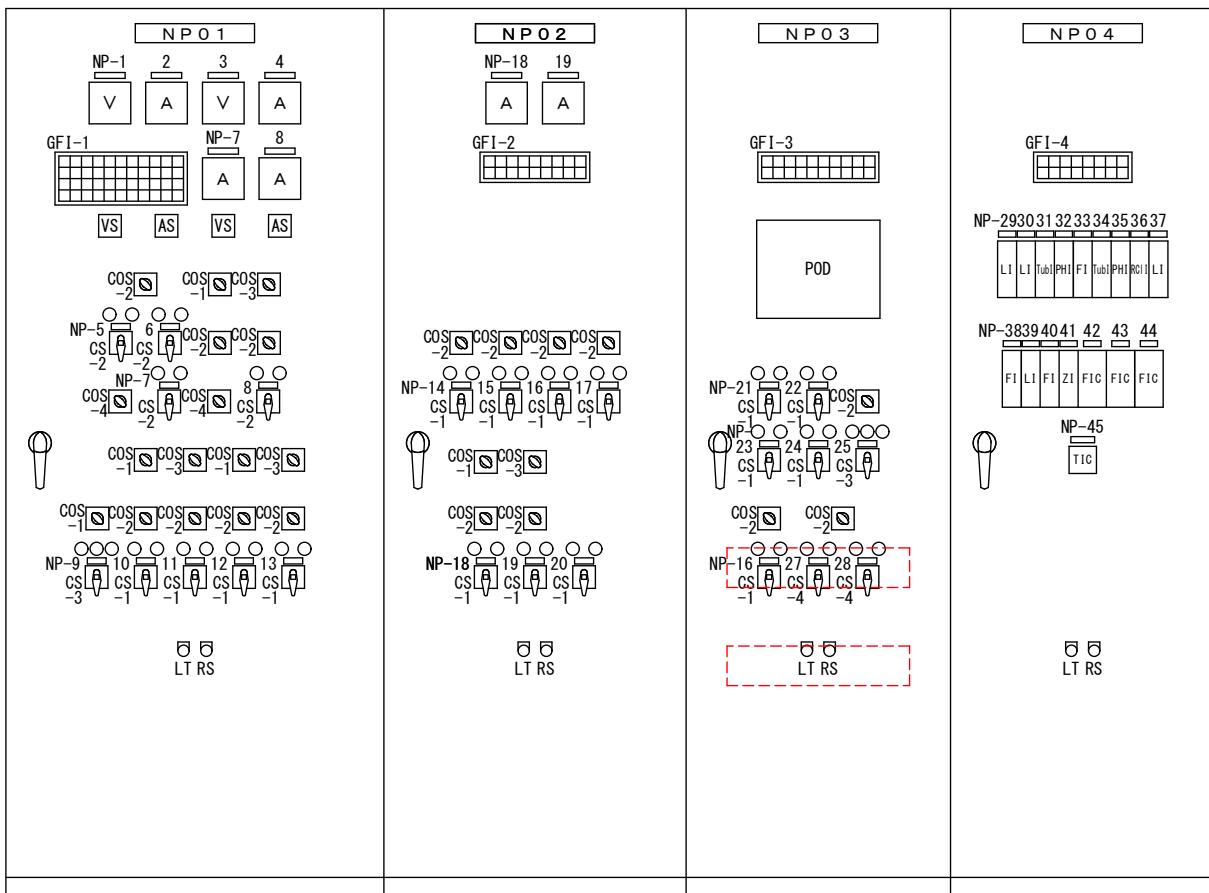 NP01
NP-1 2 3 4
V A V A
GFI-1 NP-7 8
A A
VS AS VS AS
COS-2 COS-1 COS-3
NP-5 6
CS-2 CS-2 COS-2 COS-2
NP-7 8
COS-4 CS-2 COS-4 CS-2
COS-1 COS-3 COS-1 COS-3
COS-1 COS-2 COS-2 COS-2 COS-2
NP-9 10 11 12 13
CS-3 CS-1 CS-1 CS-1 CS-1
LT RS
NP02
NP-18 19
A A
GFI-2
COS-2 COS-2 COS-2 COS-2
NP-14 15 16 17
CS-1 CS-1 CS-1 CS-1
COS-1 COS-3
COS-2 COS-2
NP-18 19 20
CS-1 CS-1 CS-1
LT RS
NP03
GFI-3
POD
NP-21 22
CS-1 CS-1 COS-2
NP-23 24 25
CS-1 CS-1 CS-3
COS-2 COS-2
NP-16 27 28
CS-1 CS-4 CS-4
LT RS
NP04
GFI-4
NP-29 30 31 32 33 34 35 36 37
LI LI TubI PHI FI TubI PHI RCII LI
NP-38 39 40 41 42 43 44
FI LI FI ZI FIC FIC FIC
NP-45
TIC
LT RS